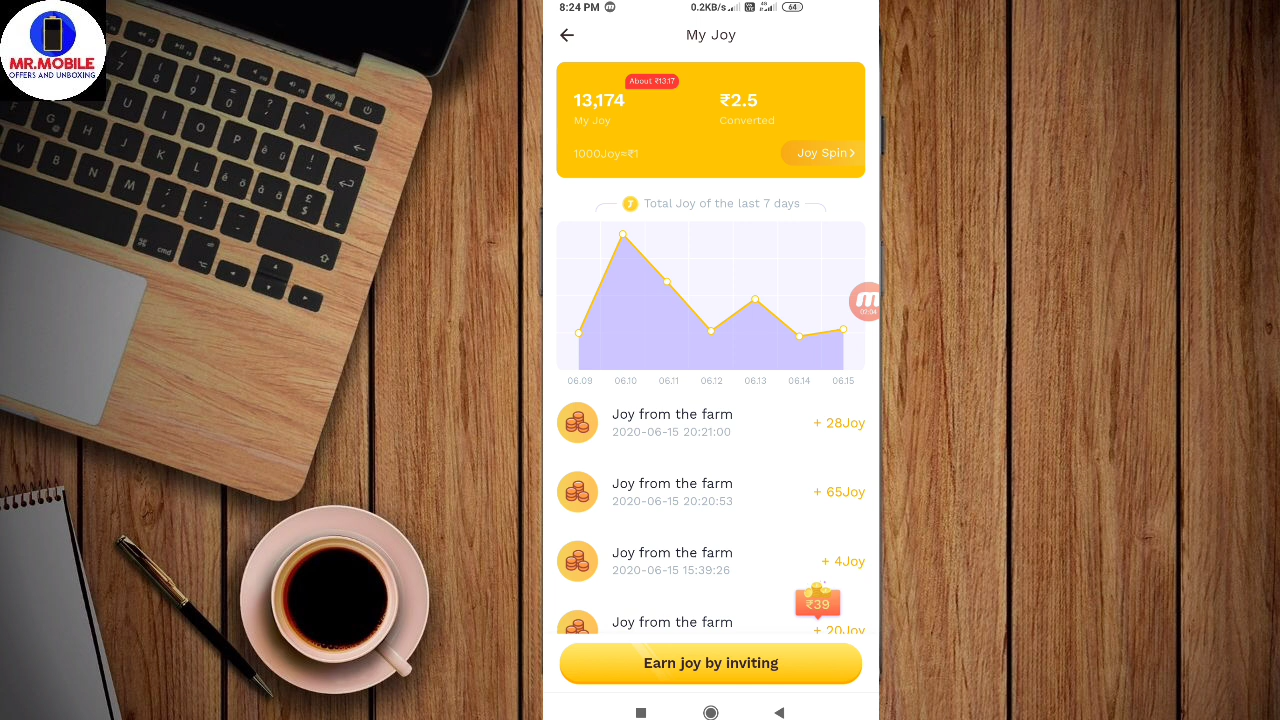 MR.MOBILE
OFFERS AND UNBOXING
8:24 PM
0.2KB/s
64
My Joy
About ₹13.17
13,174
₹2.5
My Joy
Converted
1000Joy≈₹1
Joy Spin
7 Total Joy of the last 7 days
00:04
06.09 06.10 06.11 06.12 06.13 06.14 06.15
Joy from the farm
2020-06-15 20:21:00
+ 28Joy
Joy from the farm
2020-06-15 20:20:53
+ 65Joy
Joy from the farm
2020-06-15 15:39:26
+ 4Joy
₹39
Joy from the farm
+ 20Joy
Earn joy by inviting